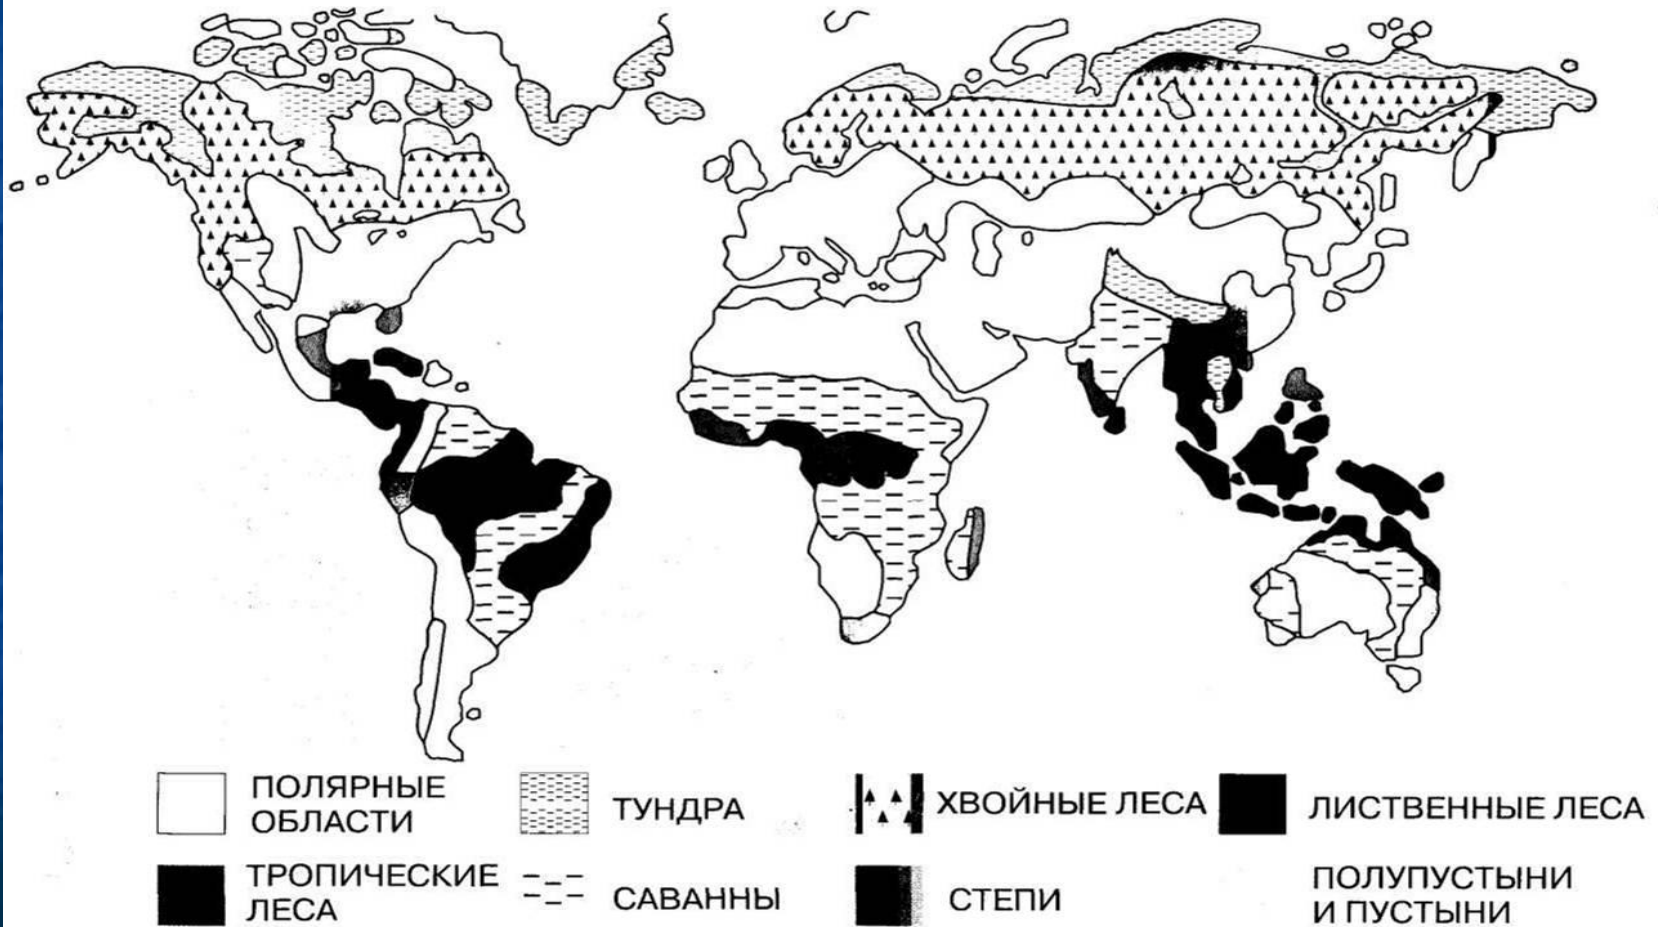 ПОЛЯРНЫЕ
ОБЛАСТИ
ТУНДРА
ХВОЙНЫЕ ЛЕСА
ЛИСТВЕННЫЕ ЛЕСА
ТРОПИЧЕСКИЕ
ЛЕСА
САВАННЫ
СТЕПИ
ПОЛУПУСТЫНИ
И ПУСТЫНИ